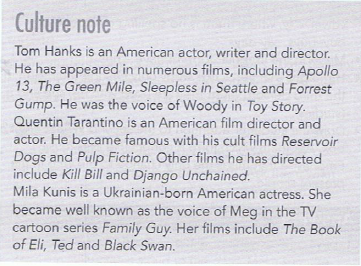 Culture note
Tom Hanks is an American actor, writer and director.
He has appeared in numerous films, including Apollo
13, The Green Mile, Sleepless in Seattle and Forrest
Gump. He was the voice of Woody in Toy Story.
Quentin Tarantino is an American film director and
actor. He became famous with his cult films Reservoir
Dogs and Pulp Fiction. Other films he has directed
include Kill Bill and Django Unchained.
Mila Kunis is a Ukrainian-born American actress. She
became well known as the voice of Meg in the TV
cartoon series Family Guy. Her films include The Book
of Eli, Ted and Black Swan.